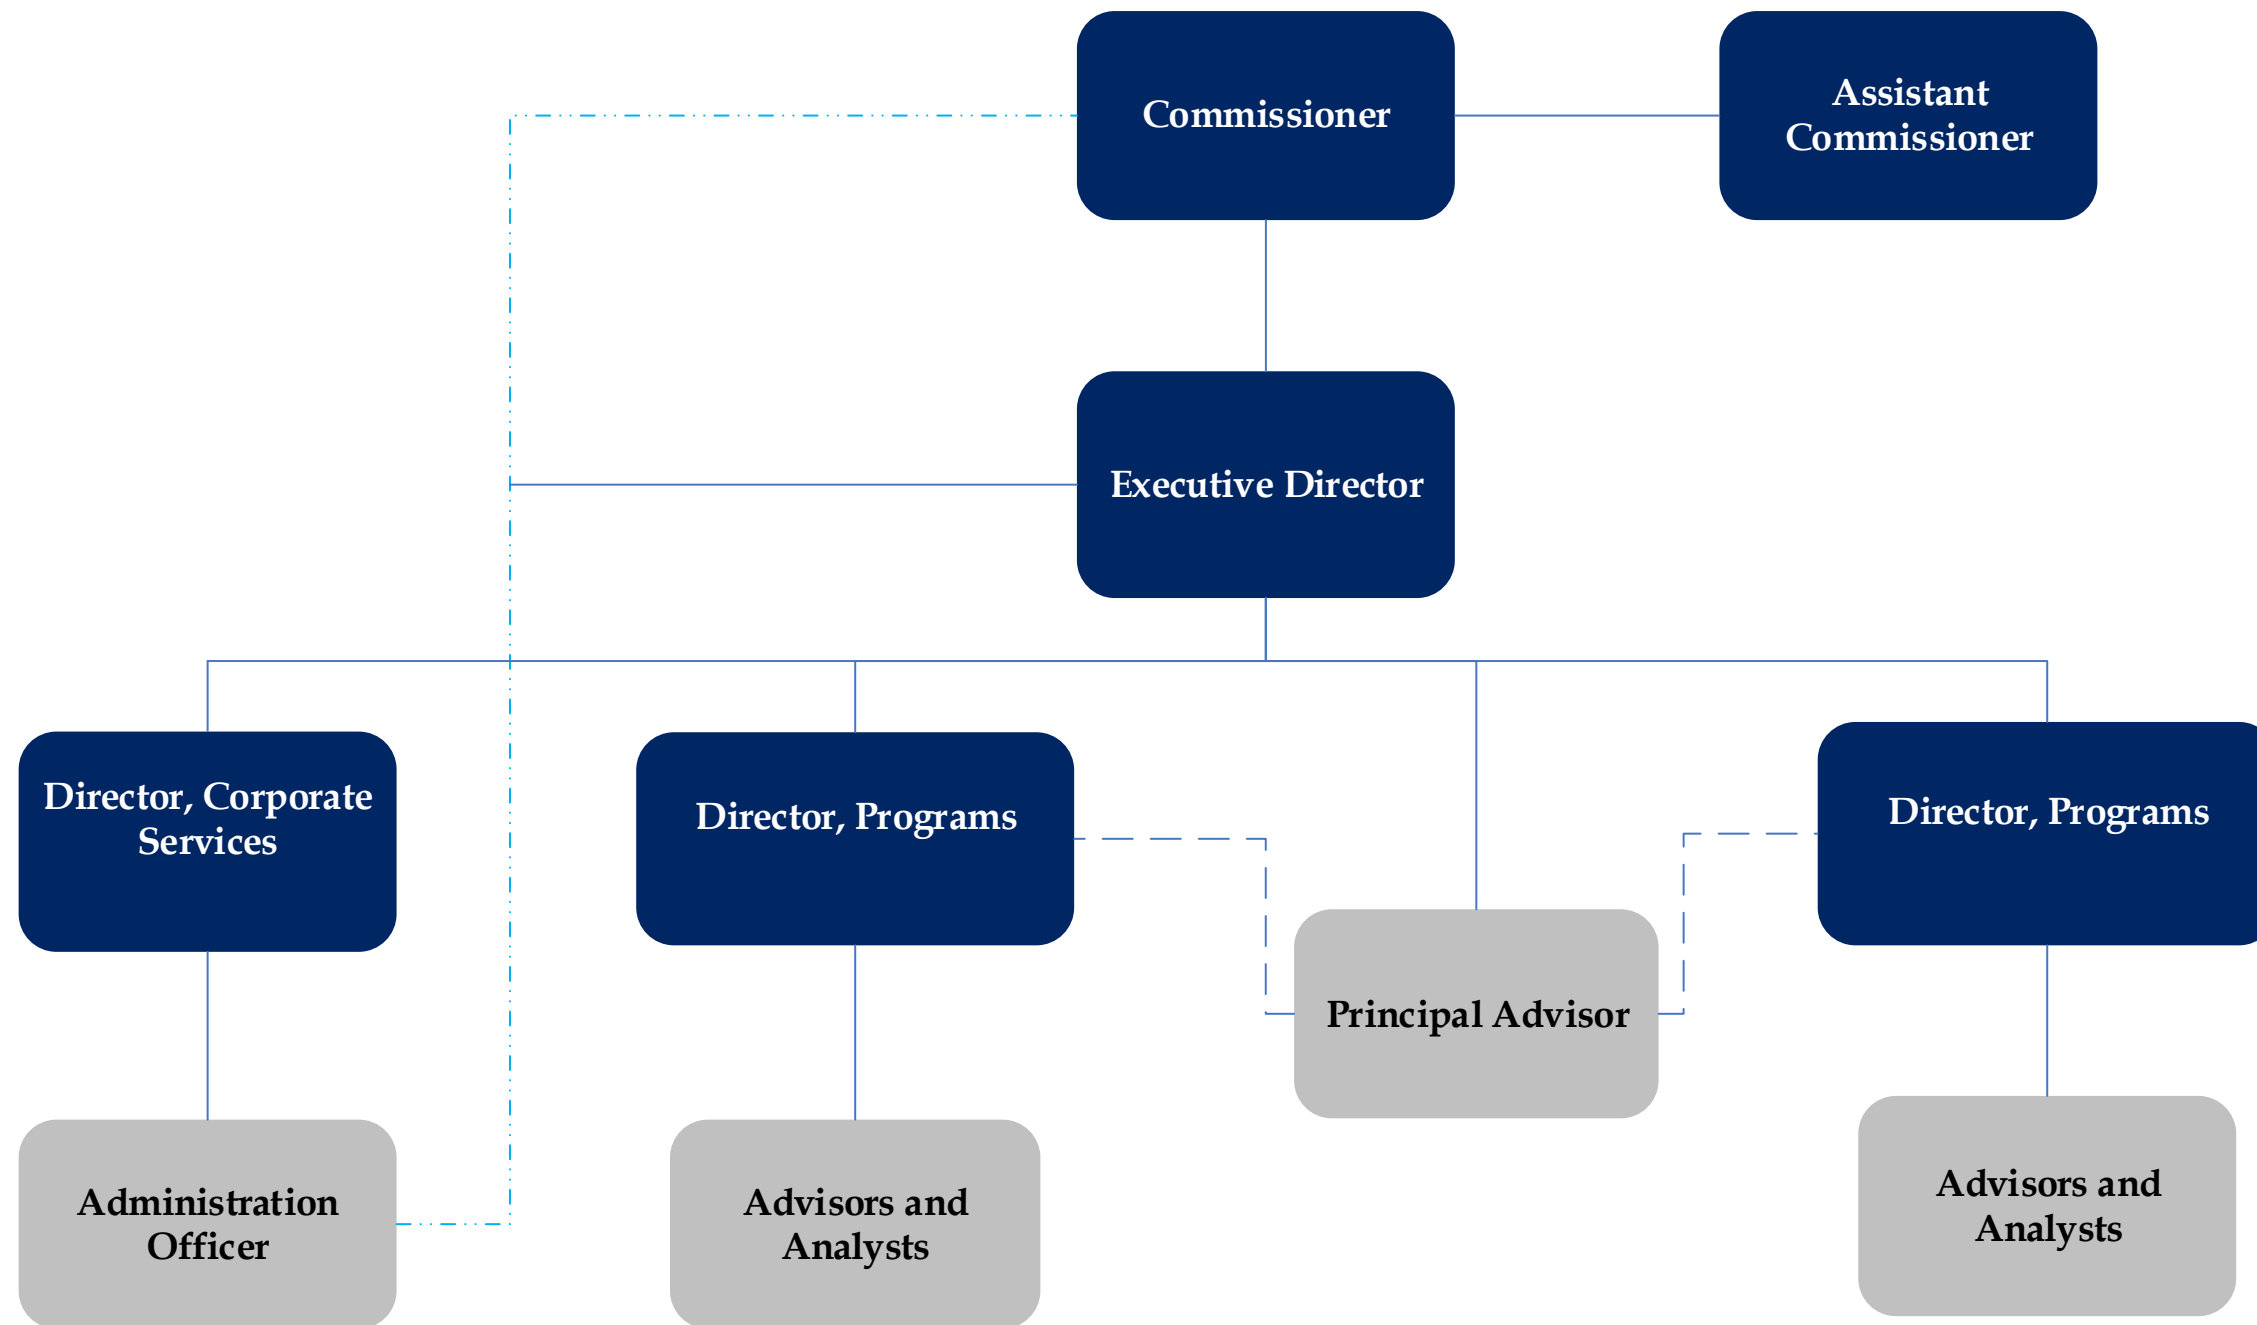 Commissioner
Assistant
Commissioner
Executive Director
Director, Corporate
Services
Director, Programs
Director, Programs
Principal Advisor
Administration
Officer
Advisors and
Analysts
Advisors and
Analysts